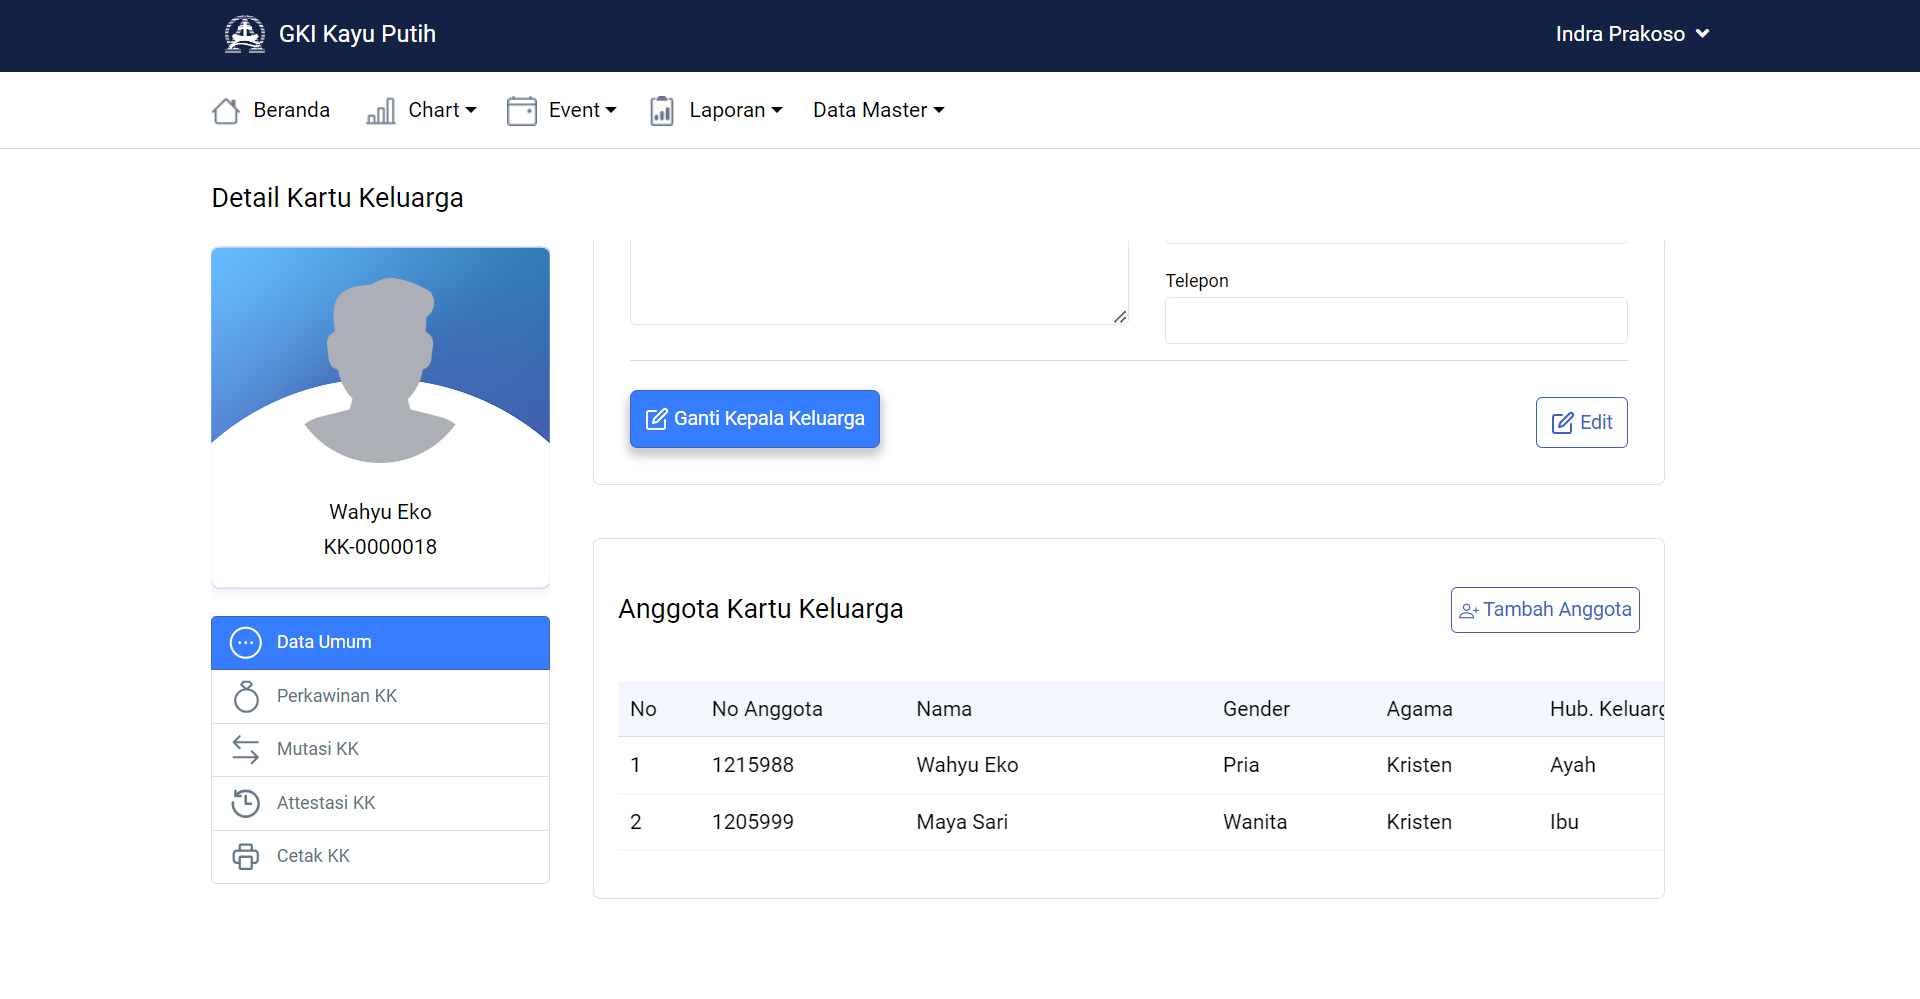 GKI Kayu Putih
Indra Prakoso
Beranda
Chart
Event
Laporan
Data Master
Detail Kartu Keluarga
Wahyu Eko
KK-0000018
Data Umum
Perkawinan KK
Mutasi KK
Attestasi KK
Cetak KK
Telepon
Ganti Kepala Keluarga
Edit
Anggota Kartu Keluarga
Tambah Anggota
No No Anggota Nama Gender Agama Hub. Keluarg
1 1215988 Wahyu Eko Pria Kristen Ayah
2 1205999 Maya Sari Wanita Kristen Ibu